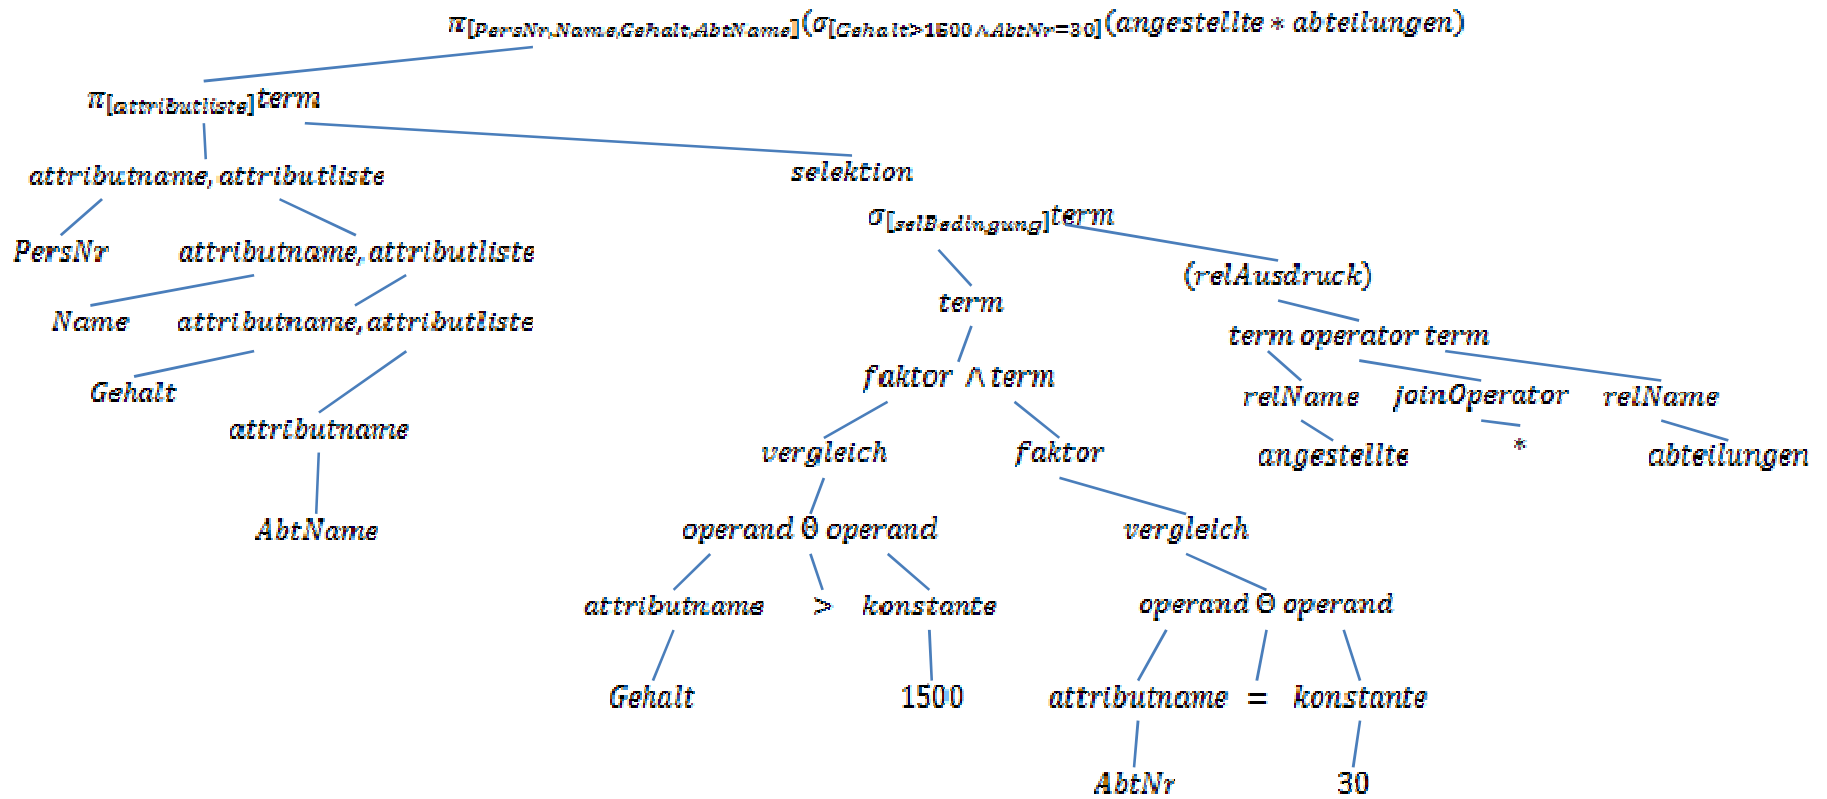 π[PersNr,Name,Gehalt,AbtName](σ[Gehalt>1500∧AbtNr=30](angestellte * abteilungen)
π[attributliste]term
attributname, attributliste
selektion
σ[selBedingung]term
PersNr
attributname, attributliste
(relAusdruck)
term
Name
attributname, attributliste
term operator term
faktor ∧ term
Gehalt
relName
joinOperator
relName
attributname
vergleich
faktor
angestellte
*
abteilungen
AbtName
operand Θ operand
vergleich
attributname
>
konstante
operand Θ operand
Gehalt
1500
attributname
=
konstante
AbtNr
30